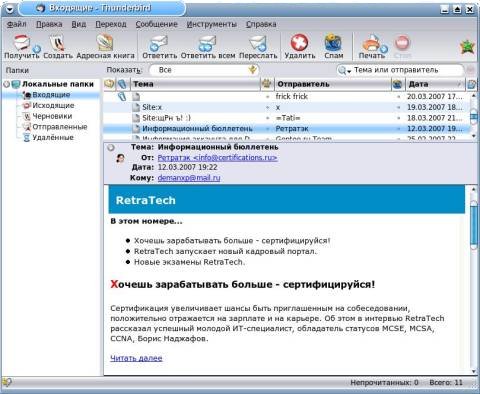 Входящие - Thunderbird
Файл Правка Вид Переход Сообщение Инструменты Справка
Получить Создать Адресная книга Ответить Ответить всем Переслать Удалить Спам Печать Стоп
Папки Показать: Все Тема или отправитель
Локальные папки
Входящие
Исходящие
Черновики
Отправленные
Удалённые
Тема Отправитель Дата
frick frick 20.03.2007 17...
Site:x x 19.03.2007 18...
Site:щРн ъ! :) =Tati= 18.03.2007 21...
Информационный бюллетень Ретратэк 12.03.2007 19...
Информация аккаунта для D Gentoo.ru Team 25.02.2007
Тема: Информационный бюллетень
От: Ретратэк <info@certifications.ru>
Дата: 12.03.2007 19:22
Кому: demanxp@mail.ru
RetraTech
В этом номере...
• Хочешь зарабатывать больше - сертифицируйся!
• RetraTech запускает новый кадровый портал.
• Новые экзамены RetraTech.
Хочешь зарабатывать больше - сертифицируйся!
Сертификация увеличивает шансы быть приглашенным на собеседовании,
положительно отражается на зарплате и на карьере. Об этом в интервью RetraTech
рассказал успешный молодой ИТ-специалист, обладатель статусов MCSE, MCSA,
CCNA, Борис Наджафов.
Читать далее
Непрочитанных: 0 Всего: 11